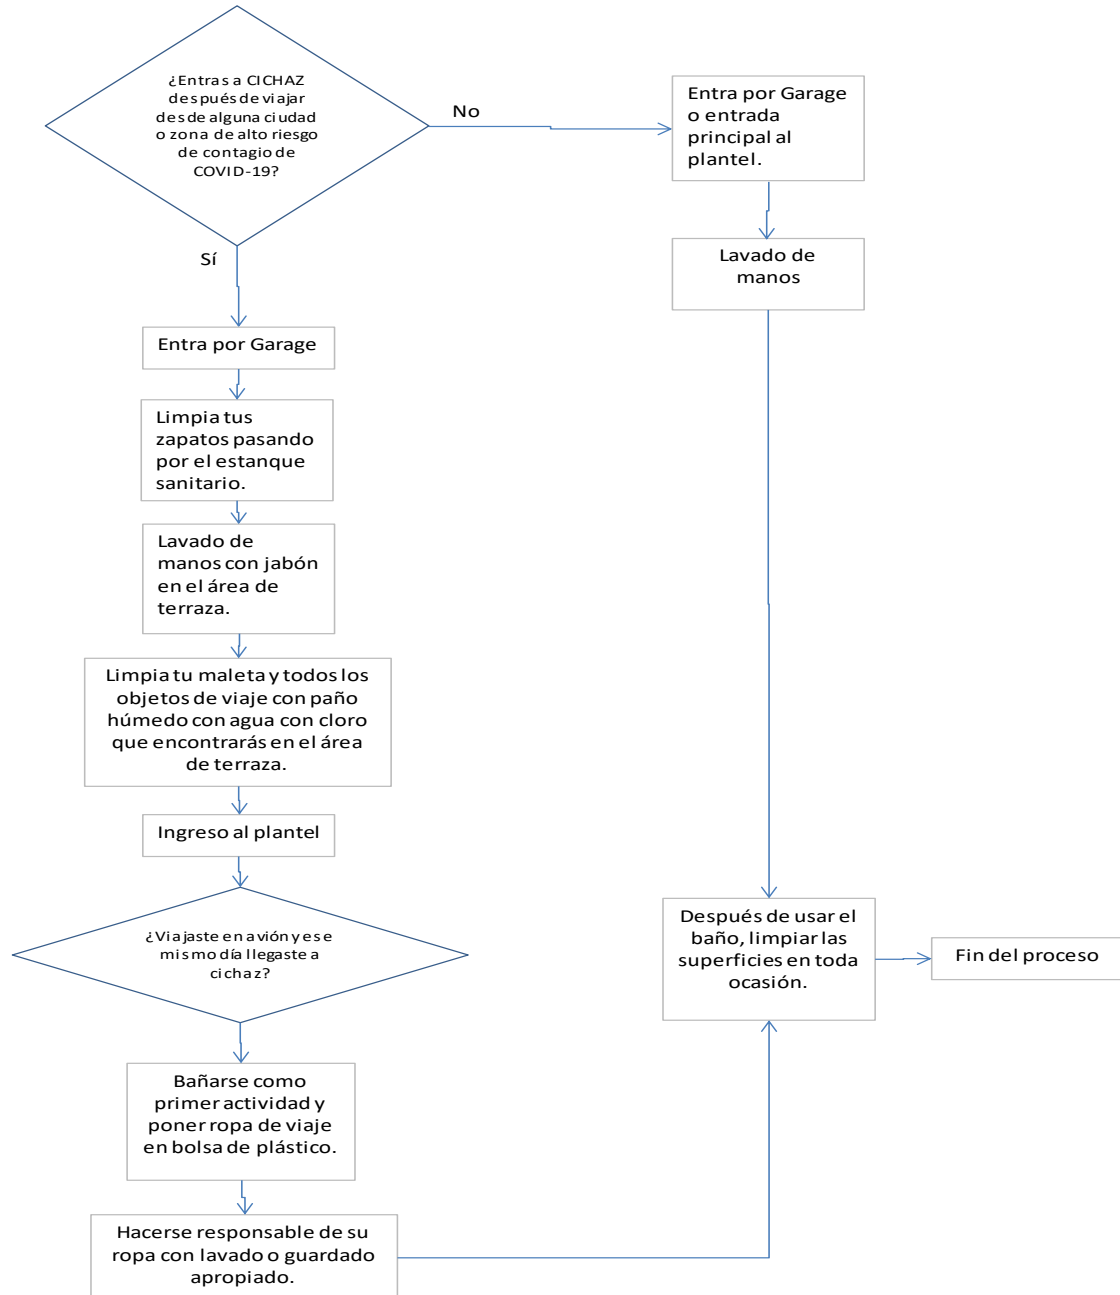 ¿Entras a CICHAZ
después de viajar
desde alguna ciudad
o zona de alto riesgo
de contagio de
COVID-19?
No
Entra por Garage
o entrada
principal al
plantel.
Lavado de
manos
Sí
Entra por Garage
Limpia tus
zapatos pasando
por el estanque
sanitario.
Lavado de
manos con jabón
en el área de
terraza.
Limpia tu maleta y todos los
objetos de viaje con paño
húmedo con agua con cloro
que encontrarás en el área
de terraza.
Ingreso al plantel
¿Viajaste en avión y ese
mismo día llegaste a
cichaz?
Bañarse como
primer actividad y
poner ropa de viaje
en bolsa de plástico.
Hacerse responsable de su
ropa con lavado o guardado
apropiado.
Después de usar el
baño, limpiar las
superficies en toda
ocasión.
Fin del proceso